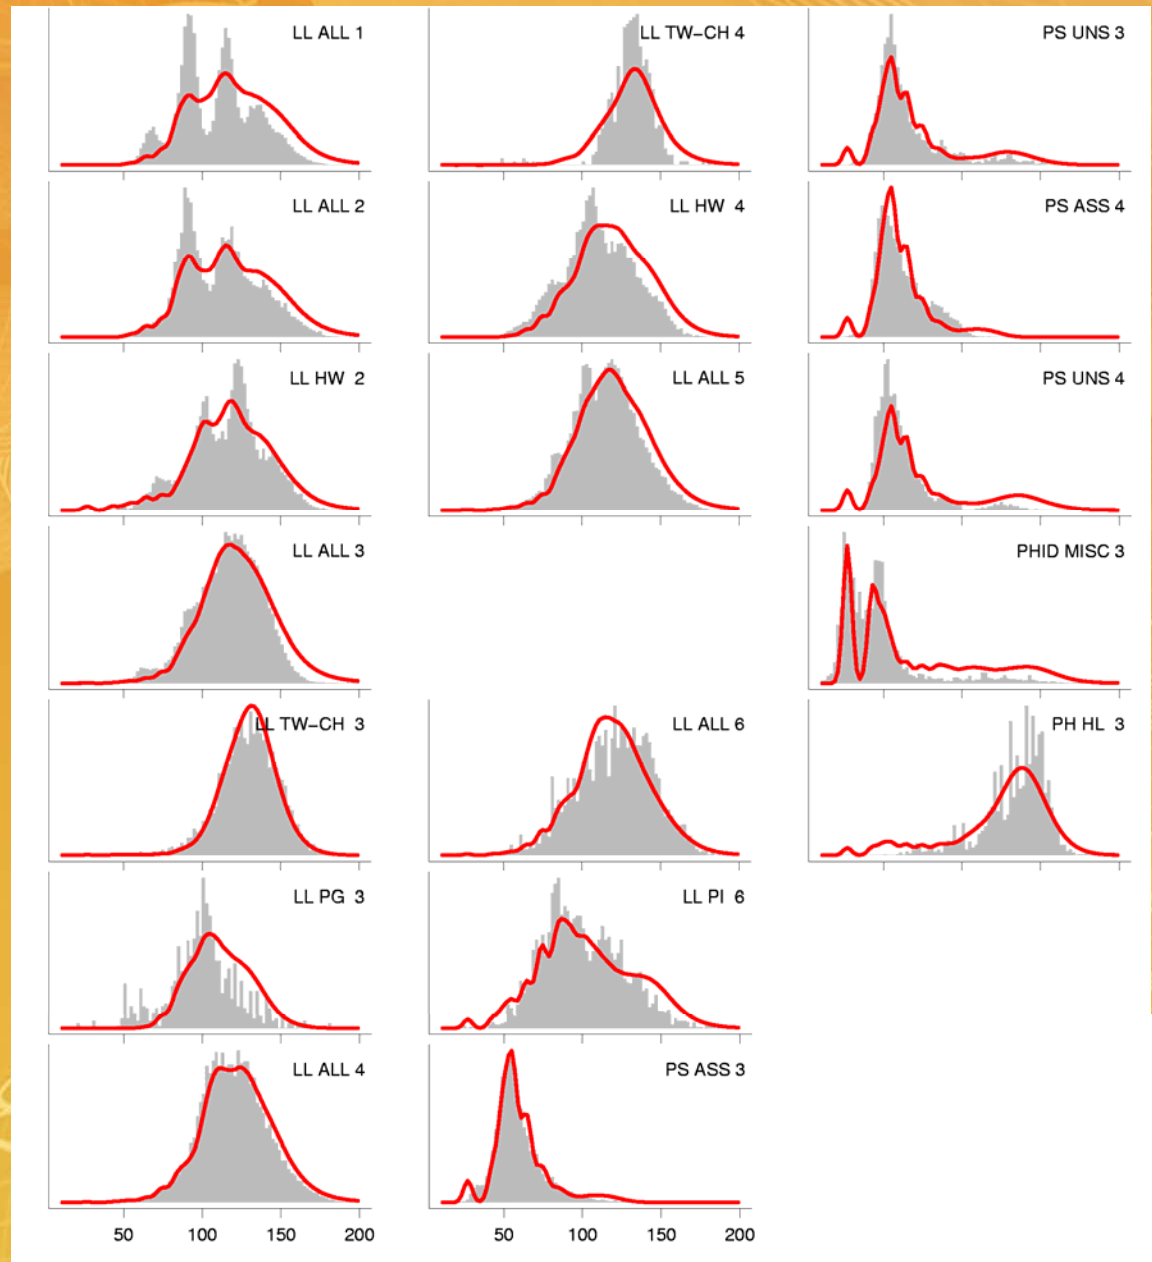 LL ALL 1
LL ALL 2
LL HW 2
LL ALL 3
LL TW−CH 3
LL PG 3
LL ALL 4
50 100 150 200
LL TW−CH 4
LL HW 4
LL ALL 5
LL ALL 6
LL PI 6
PS ASS 3
50 100 150 200
PS UNS 3
PS ASS 4
PS UNS 4
PHID MISC 3
PH HL 3